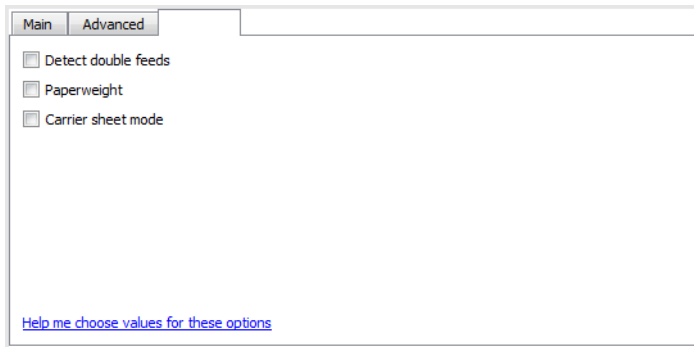 Main Advanced
Detect double feeds
Paperweight
Carrier sheet mode
Help me choose values for these options